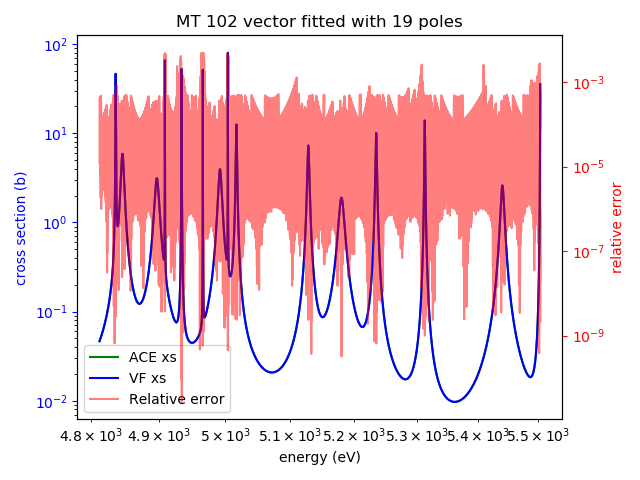 MT 102 vector fitted with 19 poles
10²
10¹
10⁰
10⁻¹
10⁻²
cross section (b)
10⁻³
10⁻⁵
10⁻⁷
10⁻⁹
relative error
ACE xs
VF xs
Relative error
4.8 × 10³ 4.9 × 10³ 5 × 10³ 5.1 × 10³ 5.2 × 10³ 5.3 × 10³ 5.4 × 10³ 5.5 × 10³
energy (eV)